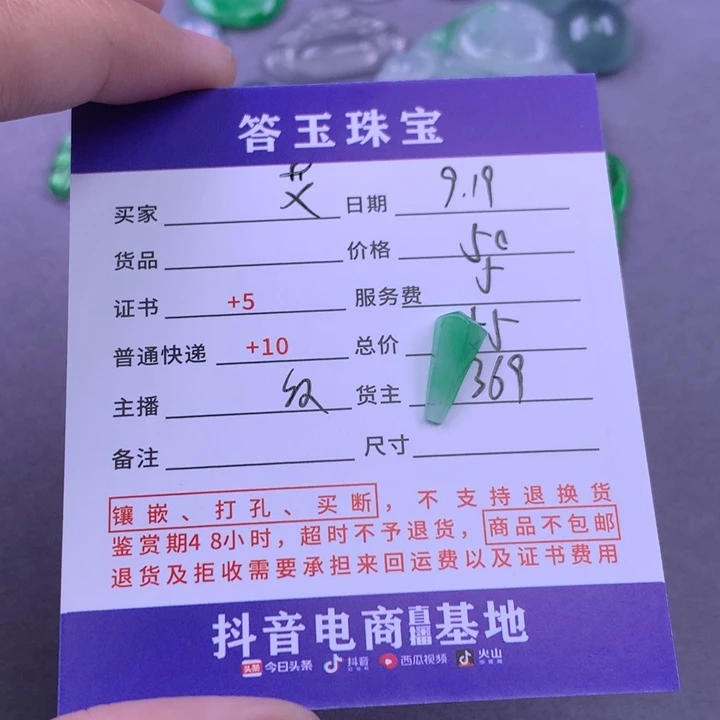 答玉珠宝
买家 日期 9.19
货品 价格 50
证书 +5 服务费 5
普通快递 +10 总价
主播 货主 369
备注 尺寸
镶嵌、打孔、买断，不支持退换货
鉴赏期48小时，超时不予退货，商品不包邮
退货及拒收需要承担来回运费以及证书费用
抖音电商直播基地
头条 今日头条 抖音 西瓜视频 火山